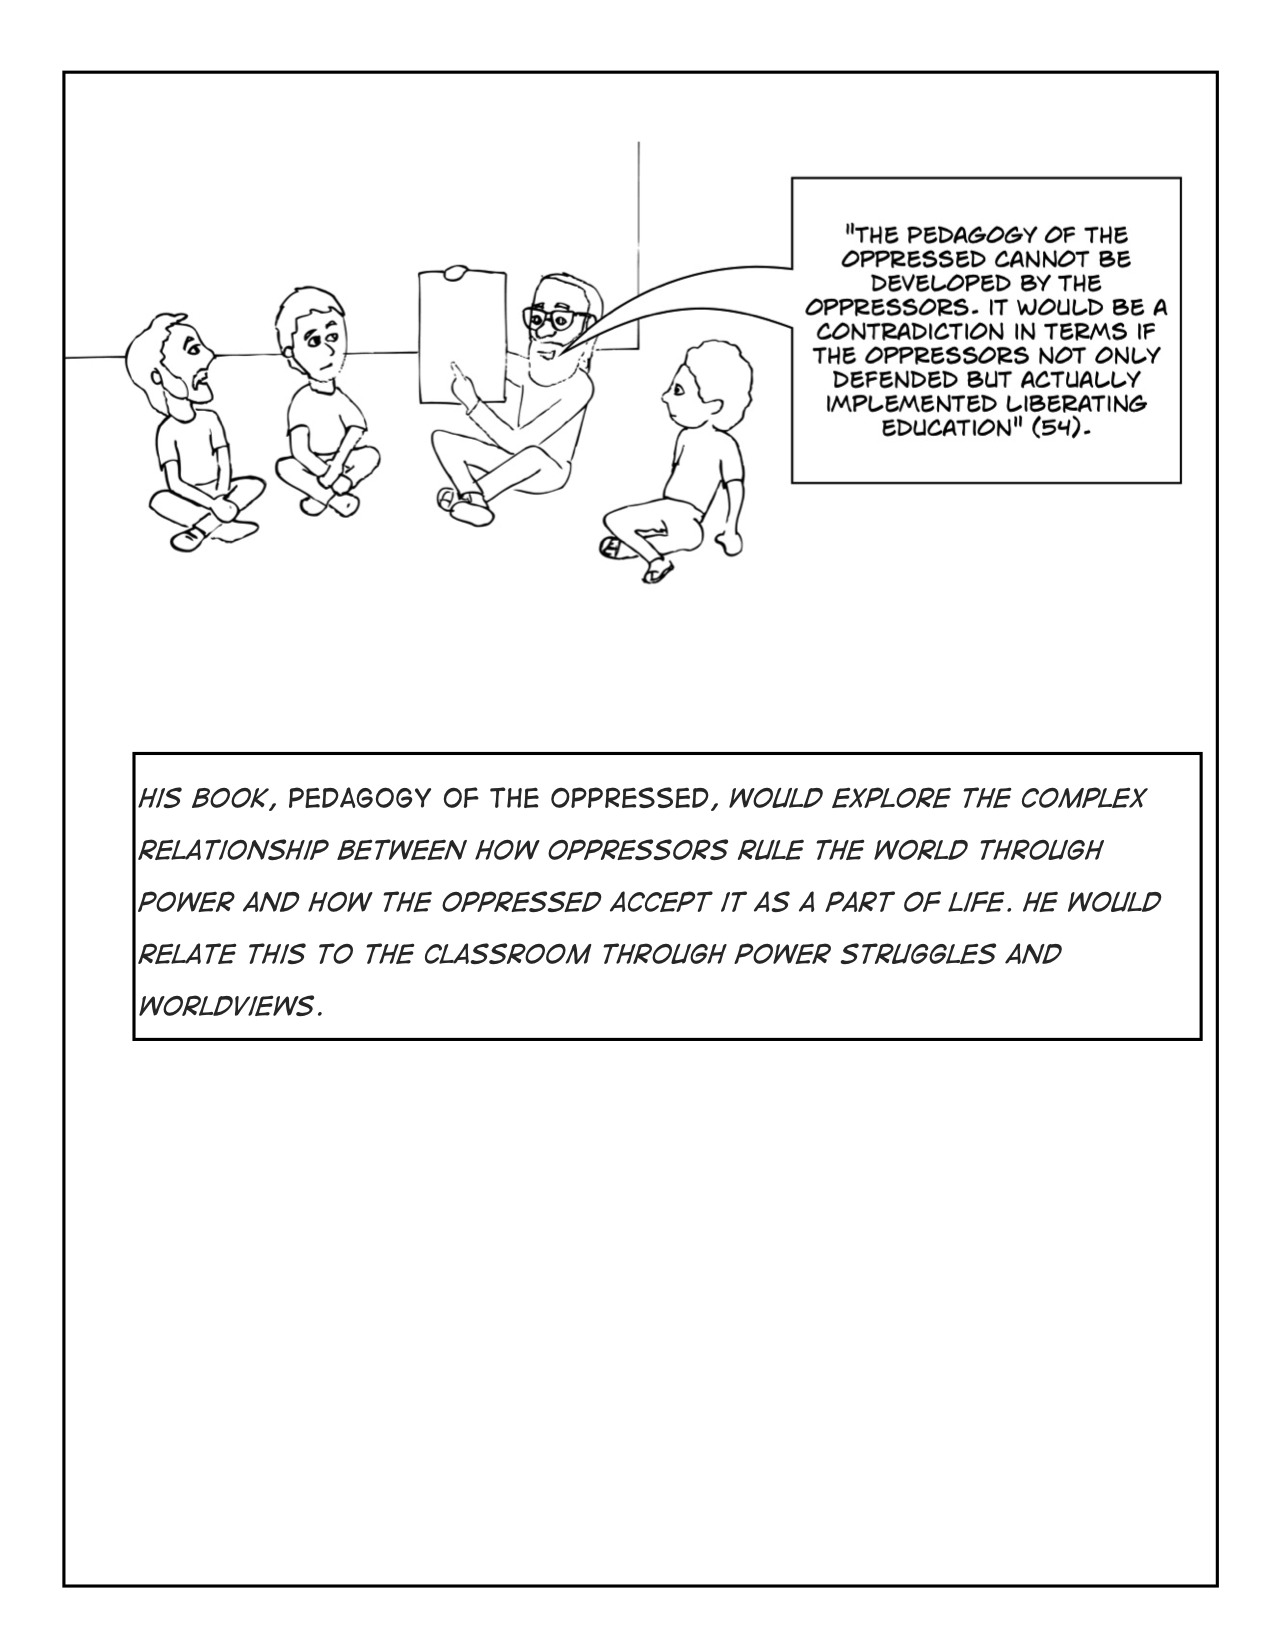 "THE PEDAGOGY OF THE
OPPRESSED CANNOT BE
DEVELOPED BY THE
OPPRESSORS. IT WOULD BE A
CONTRADICTION IN TERMS IF
THE OPPRESSORS NOT ONLY
DEFENDED BUT ACTUALLY
IMPLEMENTED LIBERATING
EDUCATION" (54).
HIS BOOK, PEDAGOGY OF THE OPPRESSED, WOULD EXPLORE THE COMPLEX
RELATIONSHIP BETWEEN HOW OPPRESSORS RULE THE WORLD THROUGH
POWER AND HOW THE OPPRESSED ACCEPT IT AS A PART OF LIFE. HE WOULD
RELATE THIS TO THE CLASSROOM THROUGH POWER STRUGGLES AND
WORLDVIEWS.